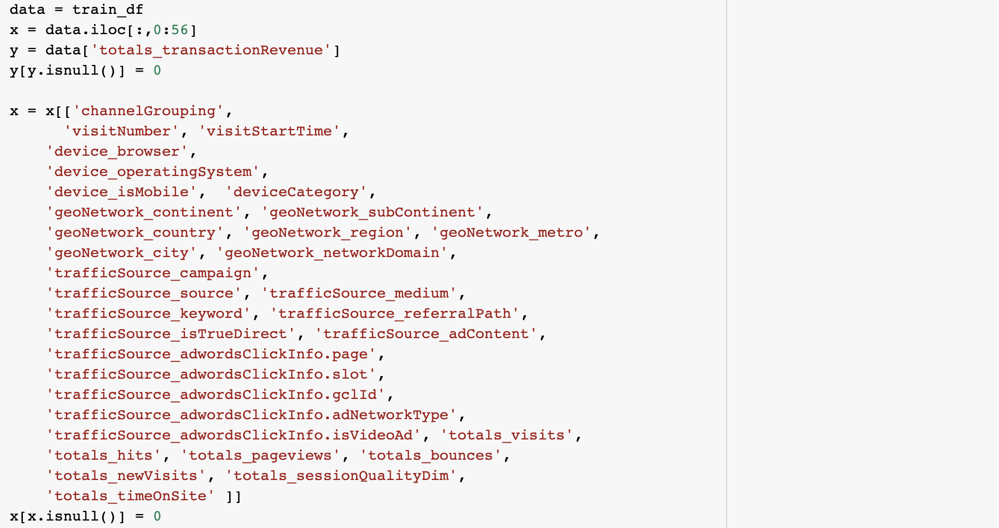 data = train_df
x = data.iloc[:,0:56]
y = data['totals_transactionRevenue']
y[y.isnull()] = 0
x = x[['channelGrouping',
'visitNumber', 'visitStartTime',
'device_browser',
'device_operatingSystem',
'device_isMobile',  'deviceCategory',
'geoNetwork_continent', 'geoNetwork_subContinent',
'geoNetwork_country', 'geoNetwork_region', 'geoNetwork_metro',
'geoNetwork_city', 'geoNetwork_networkDomain',
'trafficSource_campaign',
'trafficSource_source', 'trafficSource_medium',
'trafficSource_keyword', 'trafficSource_referralPath',
'trafficSource_isTrueDirect', 'trafficSource_adContent',
'trafficSource_adwordsClickInfo.page',
'trafficSource_adwordsClickInfo.slot',
'trafficSource_adwordsClickInfo.gclId',
'trafficSource_adwordsClickInfo.adNetworkType',
'trafficSource_adwordsClickInfo.isVideoAd', 'totals_visits',
'totals_hits', 'totals_pageviews', 'totals_bounces',
'totals_newVisits', 'totals_sessionQualityDim',
'totals_timeOnSite' ]]
x[x.isnull()] = 0